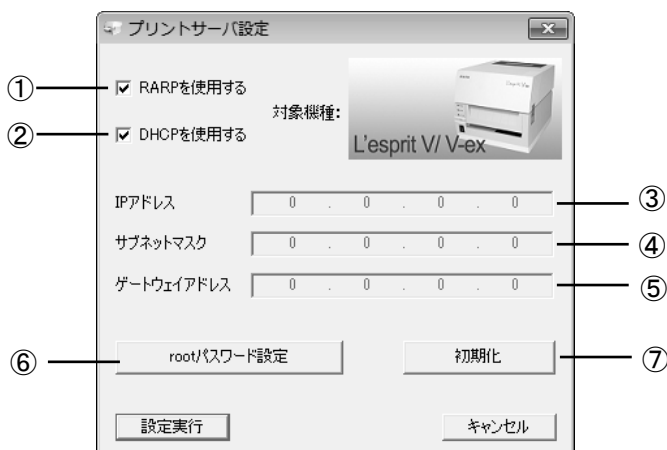 プリントサーバ設定
① RARPを使用する
② DHCPを使用する
対象機種:
L'esprit V/ V-ex
IPアドレス 0 . 0 . 0 . 0 ③
サブネットマスク 0 . 0 . 0 . 0 ④
ゲートウェイアドレス 0 . 0 . 0 . 0 ⑤
⑥ rootパスワード設定 初期化 ⑦
設定実行 キャンセル